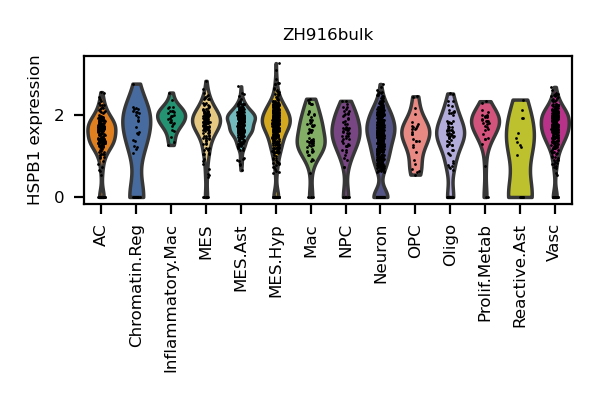 ZH916bulk
HSPB1 expression
2
0
AC
Chromatin.Reg
Inflammatory.Mac
MES
MES.Ast
MES.Hyp
Mac
NPC
Neuron
OPC
Oligo
Prolif.Metab
Reactive.Ast
Vasc